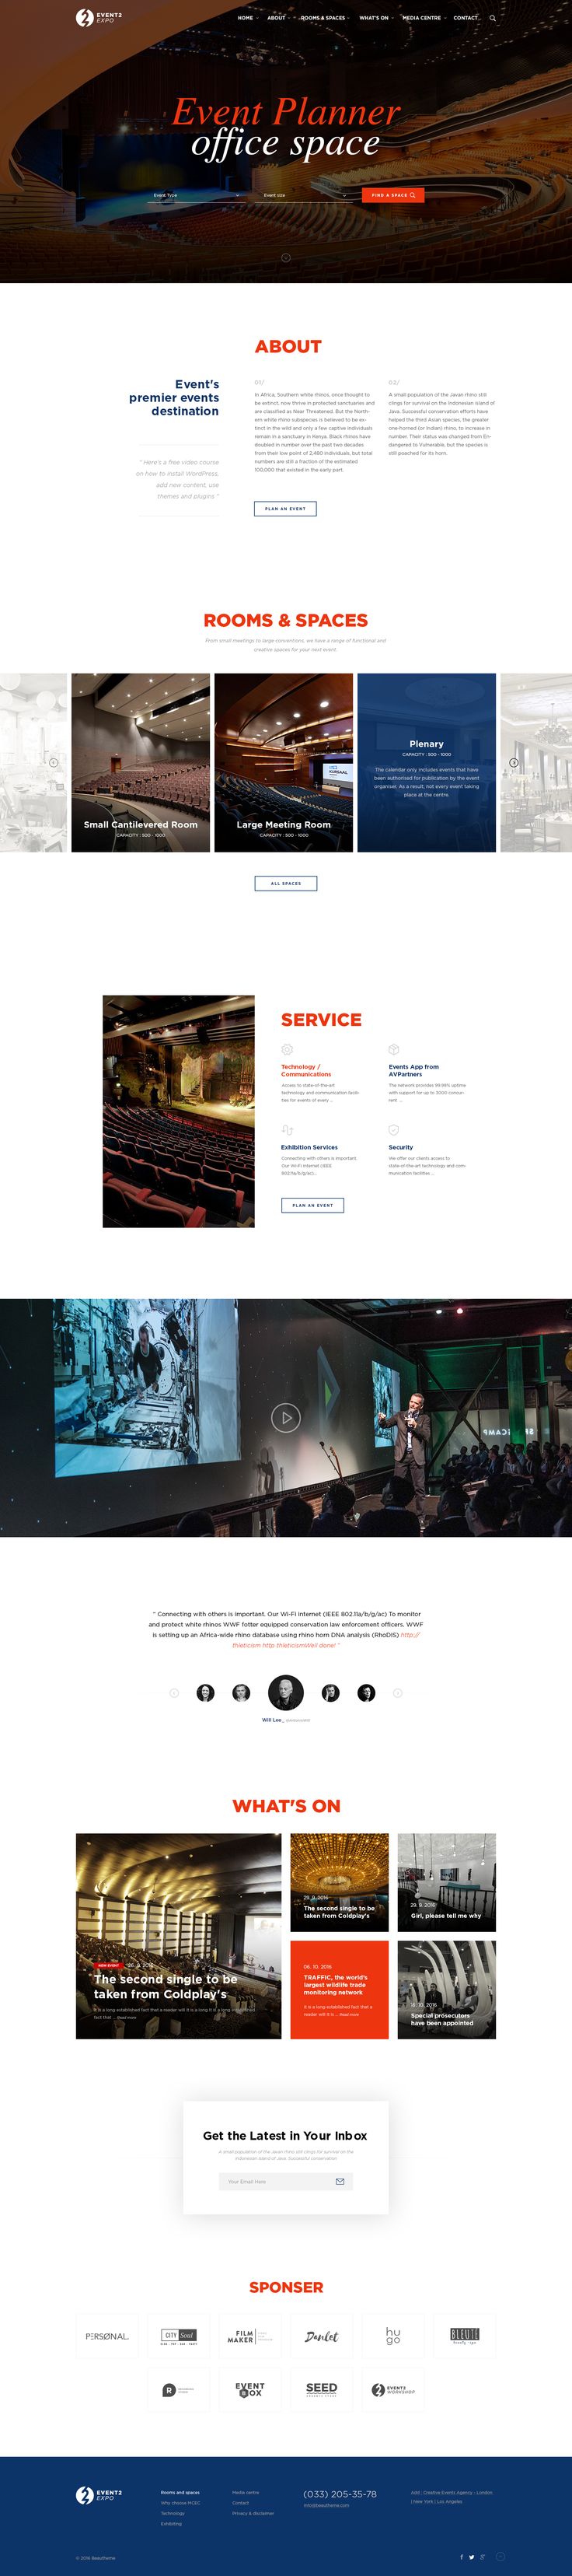 EVENT2
EXPO
HOME
ABOUT
ROOMS & SPACES
WHAT'S ON
MEDIA CENTRE
CONTACT
Event Planner
office space
Event Type
Event size
FIND A SPACE
ABOUT
Event's
premier events
destination
" Here's a free video course
on how to install WordPress,
add new content, use
themes and plugins "
01/
In Africa, Southern white rhinos, once thought to
be extinct, now thrive in protected sanctuaries and
are classified as Near Threatened. But the North-
ern white rhino subspecies is believed to be ex-
tinct in the wild and only a few captive individuals
remain in a sanctuary in Kenya. Black rhinos have
doubled in number over the past two decades
from their low point of 2,480 individuals, but total
numbers are still a fraction of the estimated
100,000 that existed in the early part.
02/
A small population of the Javan rhino still
clings for survival on the Indonesian island of
Java. Successful conservation efforts have
helped the third Asian species, the greater
one-horned (or Indian) rhino, to increase in
number. Their status was changed from En-
dangered to Vulnerable, but the species is
still poached for its horn.
PLAN AN EVENT
ROOMS & SPACES
From small meetings to large conventions, we have a range of functional and
creative spaces for your next event
Small Cantilevered Room
CAPACITY : 500 - 1000
KURSAAL
Large Meeting Room
CAPACITY : 500 - 1000
Plenary
CAPACITY : 500 - 1000
The calendar only includes events that have
been authorised for publication by the event
organiser. As a result, not every event taking
place at the centre.
ALL SPACES
SERVICE
Technology /
Communications
Access to state-of-the-art
technology and communication facili-
ties for events of every ...
Events App from
AVPartners
The network provides 99.99% uptime
with support for up to 3000 concur-
rent ...
Exhibition Services
Connecting with others is important.
Our Wi-Fi internet (IEEE
802.11a/b/g/ac)...
Security
We offer our clients access to
state-of-the-art technology and com-
munication facilities ...
PLAN AN EVENT
" Connecting with others is important. Our Wi-Fi internet (IEEE 802.11a/b/g/ac) To monitor
and protect white rhinos WWF fotter equipped conservation law enforcement officers. WWF
is setting up an Africa-wide rhino database using rhino horn DNA analysis (RhoDIS) http://
thleticism http thleticismWell done! "
Will Lee_
WHAT'S ON
NEW EVENT
25. 9. 2016
The second single to be
taken from Coldplay's
It is a long established fact that a reader will it is a long it is a long established
fact that ... Read more
29. 9. 2016
The second single to be
taken from Coldplay's
29. 9. 2016
Girl, please tell me why
06. 10. 2016
TRAFFIC, the world's
largest wildlife trade
monitoring network
It is a long established fact that a
reader will it is ... Read more
16. 10. 2016
Special prosecutors
have been appointed
Get the Latest in Your Inbox
A small population of the Javan rhino still clings for survival on the
Indonesian island of Java. Successful conservation
Your Email Here
SPONSER
PERSØNAL.
CITY Soul
FILM
MAKER
Danlet
hu
go
BLEUTE
R
EVENT
BOX
SEED
EVENT2
WORKSHOP
EVENT2
EXPO
Rooms and spaces
Why choose MCEC
Technology
Exhibiting
Media centre
Contact
Privacy & disclaimer
(033) 205-35-78
info@beautheme.com
Add : Creative Events Agency - London
| New York | Los Angeles
© 2016 Beautheme